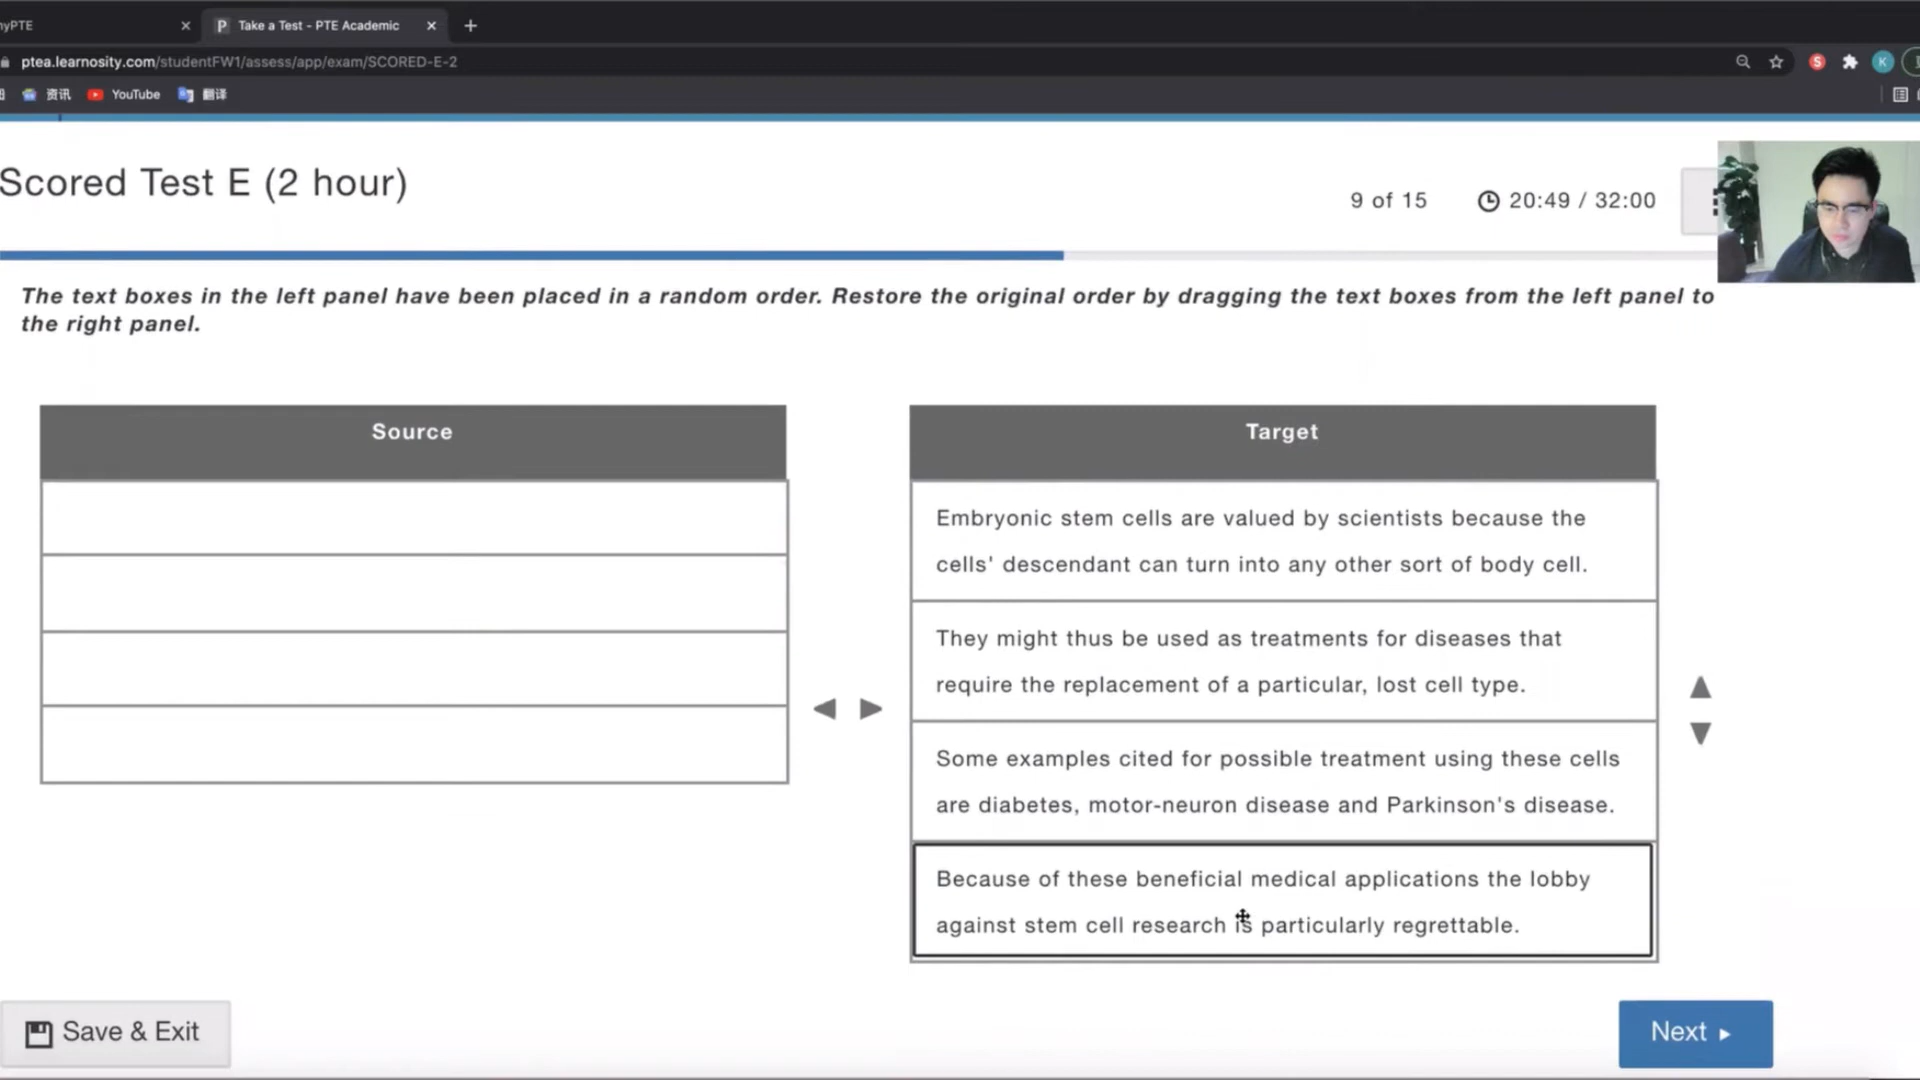 nyPTE
P Take a Test - PTE Academic
ptea.learnosity.com/studentFW1/assess/app/exam/SCORED-E-2
S
K
资讯
YouTube
翻译
Scored Test E (2 hour)
9 of 15
20:49 / 32:00
The text boxes in the left panel have been placed in a random order. Restore the original order by dragging the text boxes from the left panel to
the right panel.
Source
Target
Embryonic stem cells are valued by scientists because the
cells' descendant can turn into any other sort of body cell.
They might thus be used as treatments for diseases that
require the replacement of a particular, lost cell type.
Some examples cited for possible treatment using these cells
are diabetes, motor-neuron disease and Parkinson's disease.
Because of these beneficial medical applications the lobby
against stem cell research is particularly regrettable.
Save & Exit
Next